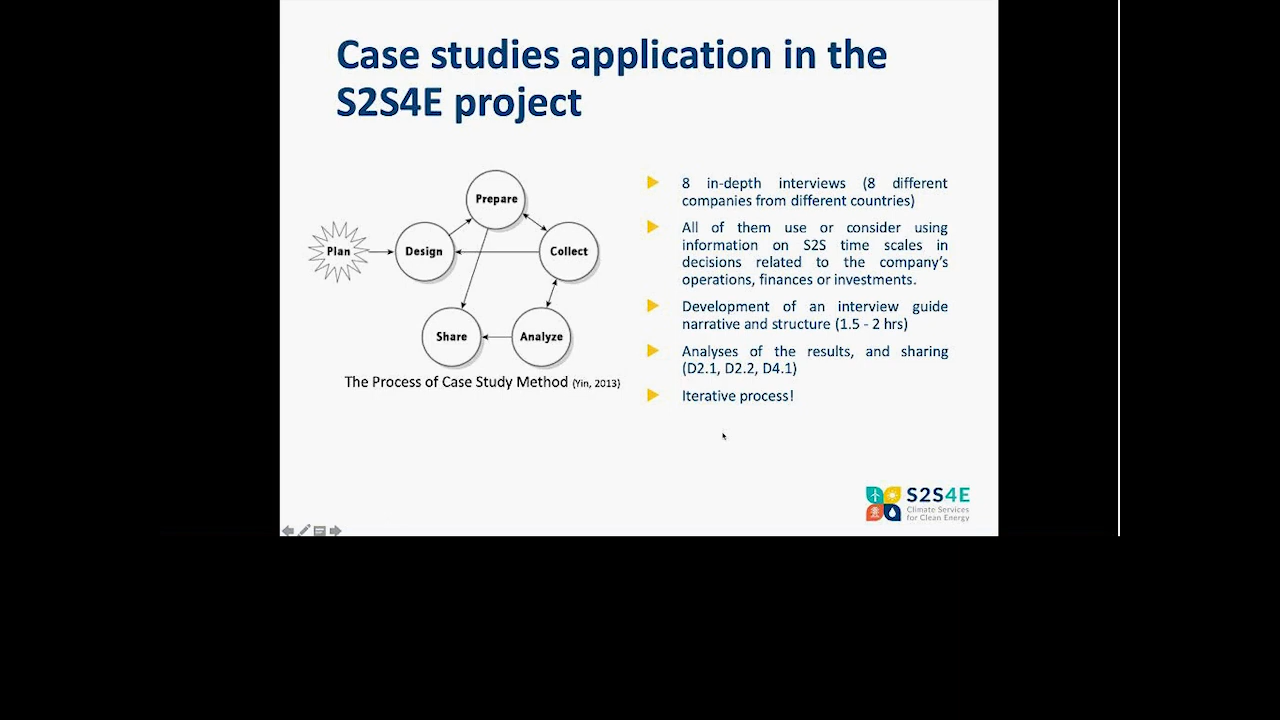 Case studies application in the
S2S4E project
Prepare
Plan
Design
Collect
Share
Analyze
The Process of Case Study Method (Yin, 2013)
8 in-depth interviews (8 different
companies from different countries)
All of them use or consider using
information on S2S time scales in
decisions related to the company's
operations, finances or investments.
Development of an interview guide
narrative and structure (1.5 - 2 hrs)
Analyses of the results, and sharing
(D2.1, D2.2, D4.1)
Iterative process!
S2S4E
Climate Services
for Clean Energy